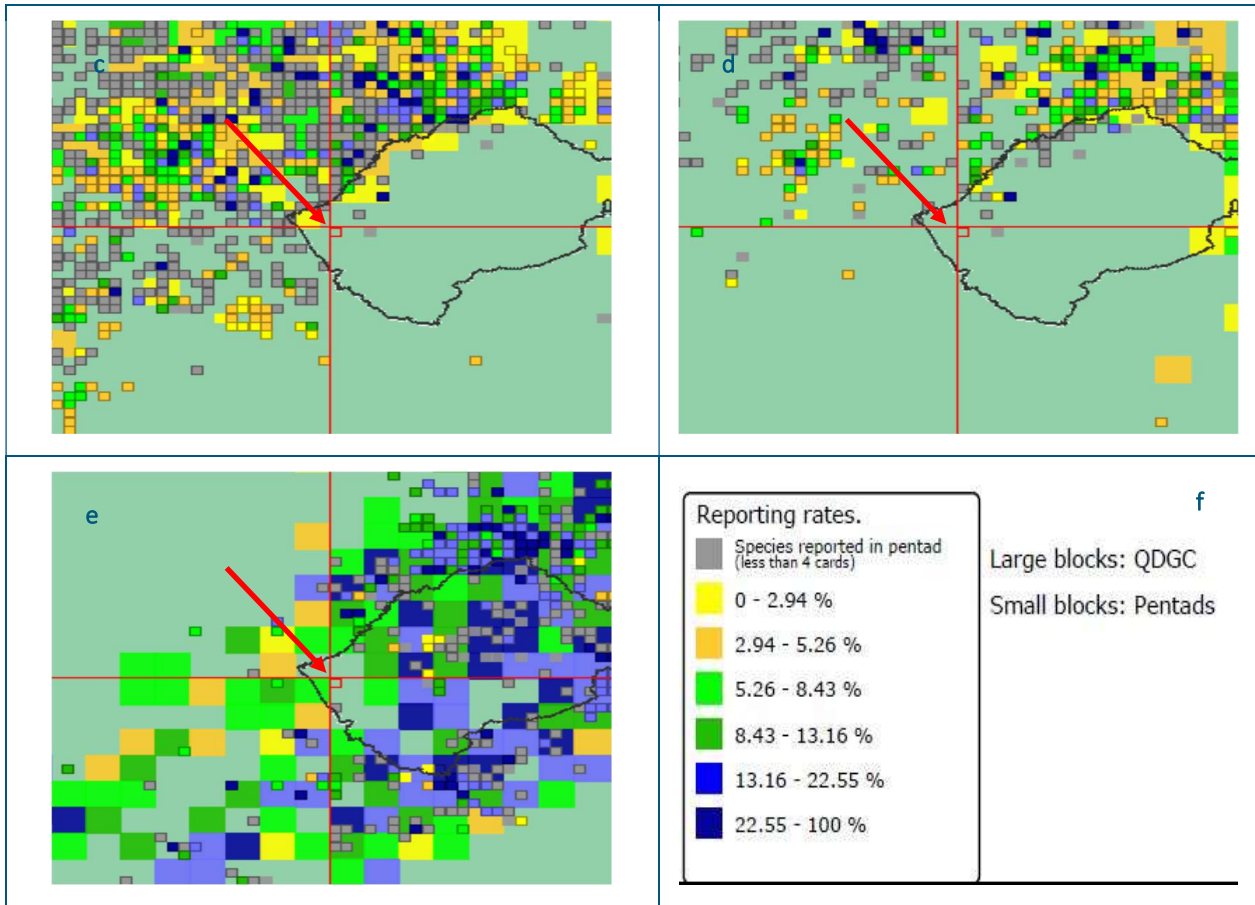 c
d
e
f
Reporting rates.
Species reported in pentad
(less than 4 cards)
0 - 2.94 %
2.94 - 5.26 %
5.26 - 8.43 %
8.43 - 13.16 %
13.16 - 22.55 %
22.55 - 100 %
Large blocks: QDGC
Small blocks: Pentads